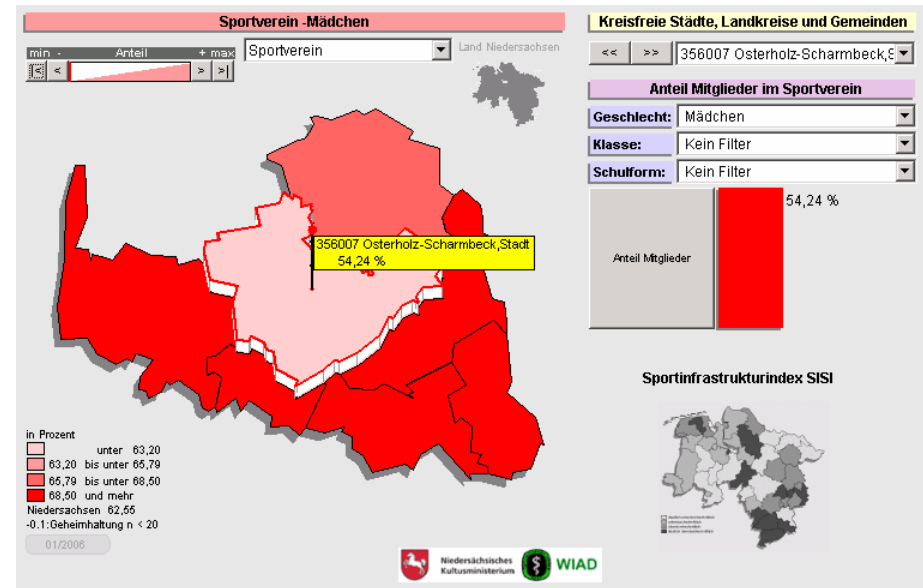 Sportverein -Mädchen
min - Anteil + max
|< < > >|
Sportverein
Land Niedersachsen
356007 Osterholz-Scharmbeck,Stadt
54,24 %
in Prozent
unter 63,20
63,20 bis unter 65,79
65,79 bis unter 68,50
68,50 und mehr
Niedersachsen 62,55
-0.1:Geheimhaltung n < 20
01/2006
Niedersächsisches
Kultusministerium
WIAD
Kreisfreie Städte, Landkreise und Gemeinden
<< >> 356007 Osterholz-Scharmbeck,S
Anteil Mitglieder im Sportverein
Geschlecht: Mädchen
Klasse: Kein Filter
Schulform: Kein Filter
54,24 %
Anteil Mitglieder
Sportinfrastrukturindex SISI